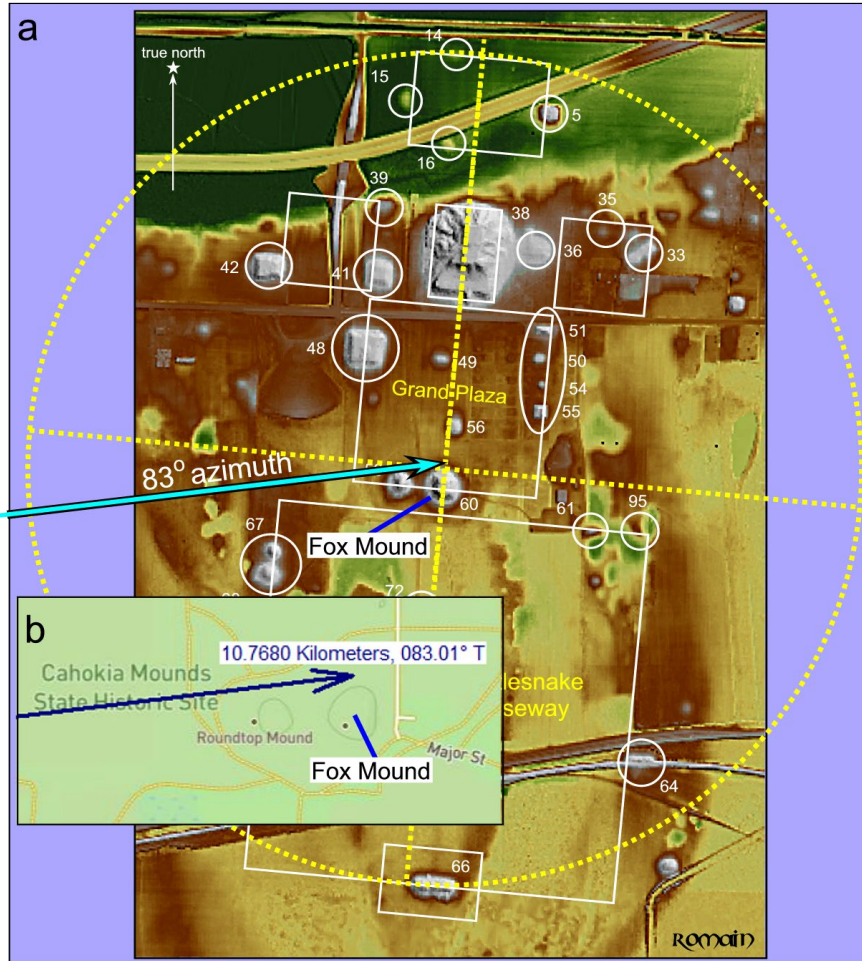 a
true north
14
15
5
16
39
38
35
36
33
42
41
51
48
49
50
Grand Plaza
54
55
56
83° azimuth
60
61
95
67
Fox Mound
72
b
10.7680 Kilometers, 083.01° T
Cahokia Mounds
State Historic Site
lesnake
seway
Roundtop Mound
Major St
Fox Mound
64
66
Romain